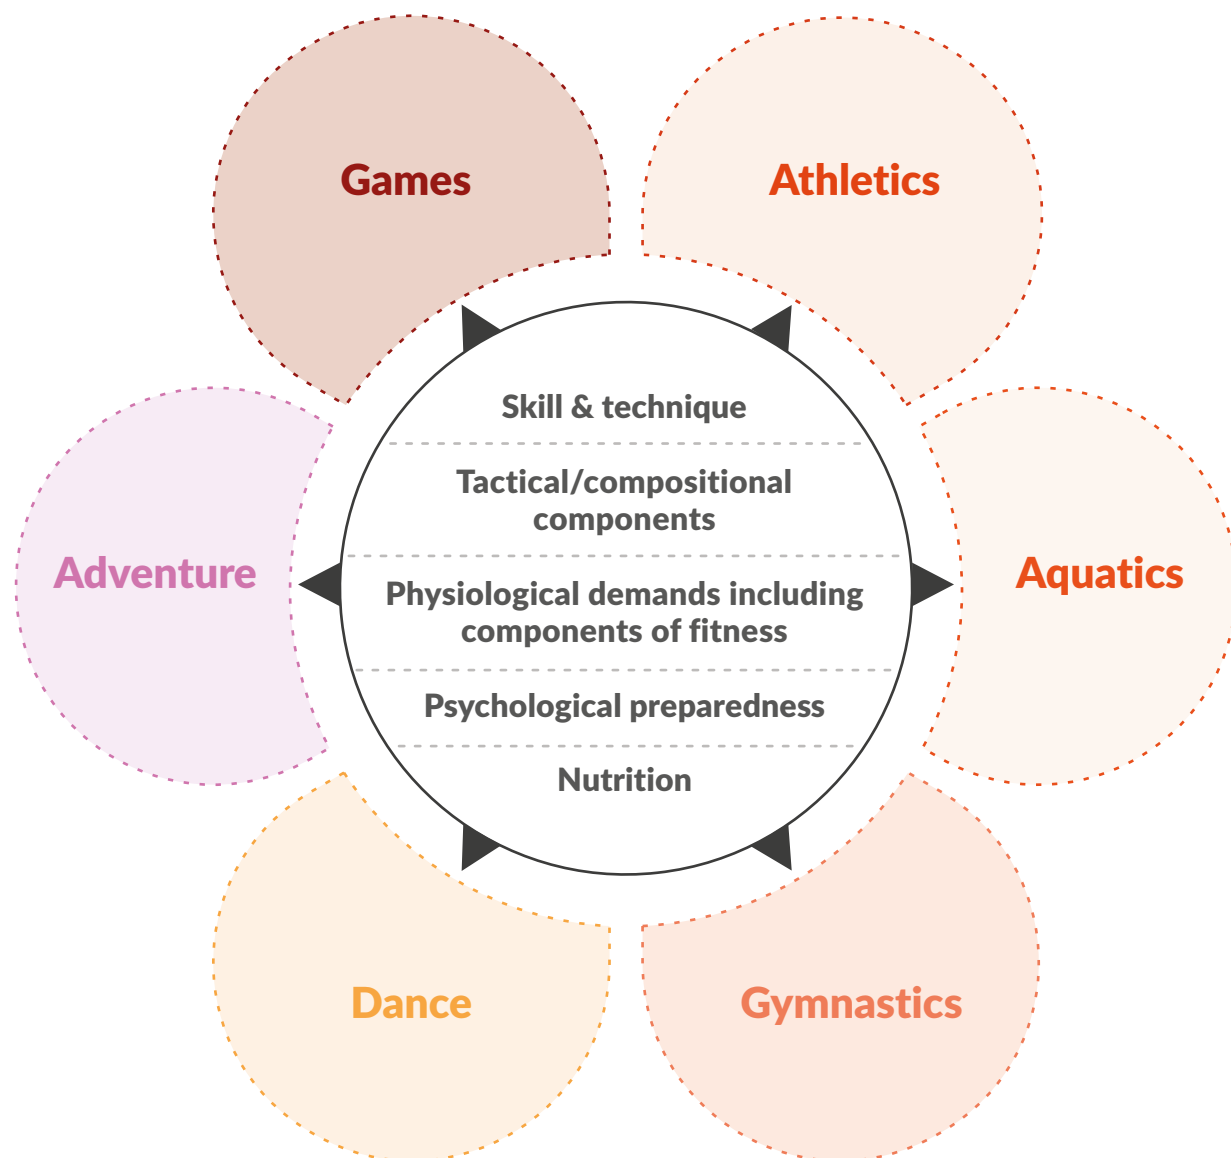 Games
Athletics
Skill & technique
Tactical/compositional
components
Adventure
Aquatics
Physiological demands including
components of fitness
Psychological preparedness
Nutrition
Dance
Gymnastics